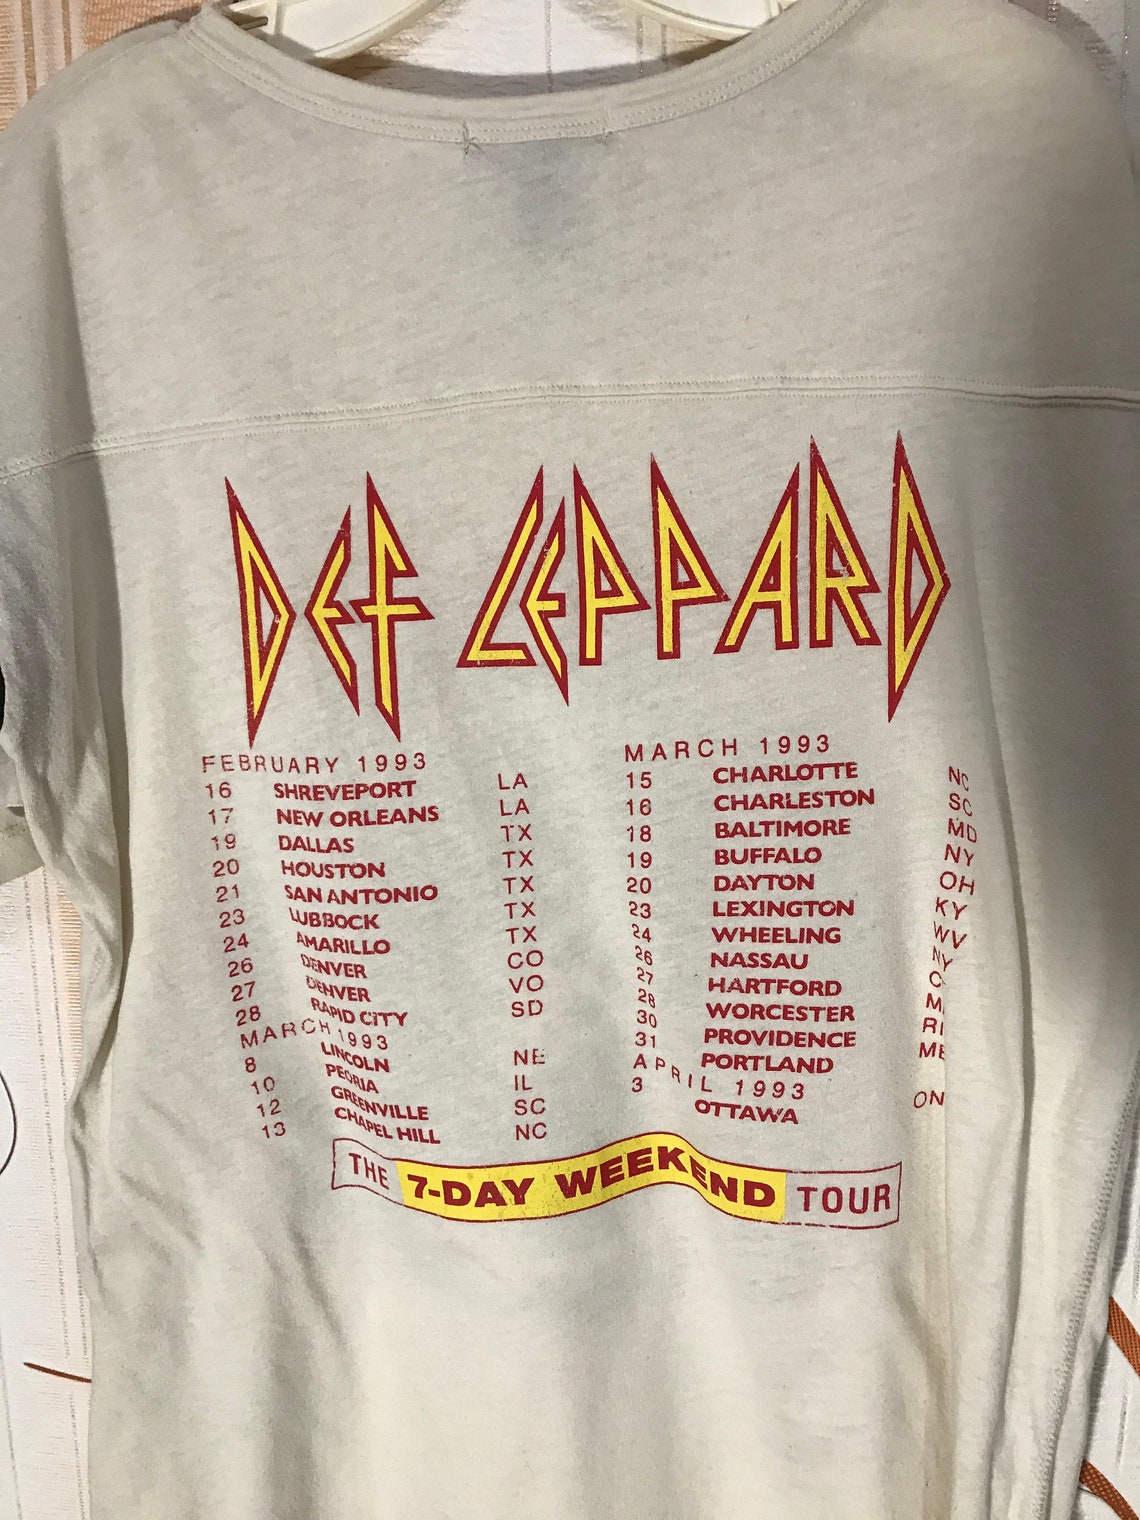 DEF LEPPARD
FEBRUARY 1993
16 SHREVEPORT LA
17 NEW ORLEANS LA
19 DALLAS TX
20 HOUSTON TX
21 SAN ANTONIO TX
23 LUBBOCK TX
24 AMARILLO TX
26 DENVER CO
27 DENVER VO
28 RAPID CITY SD
MARCH 1993
8 LINCOLN NE
10 PEORIA IL
12 GREENVILLE SC
13 CHAPEL HILL NC
MARCH 1993
15 CHARLOTTE NC
16 CHARLESTON SC
18 BALTIMORE MD
19 BUFFALO NY
20 DAYTON OH
23 LEXINGTON KY
24 WHEELING WV
26 NASSAU NY
27 HARTFORD
28 WORCESTER
30 PROVIDENCE RI
31 PORTLAND ME
APRIL 1993
3 OTTAWA ON
THE 7-DAY WEEKEND TOUR